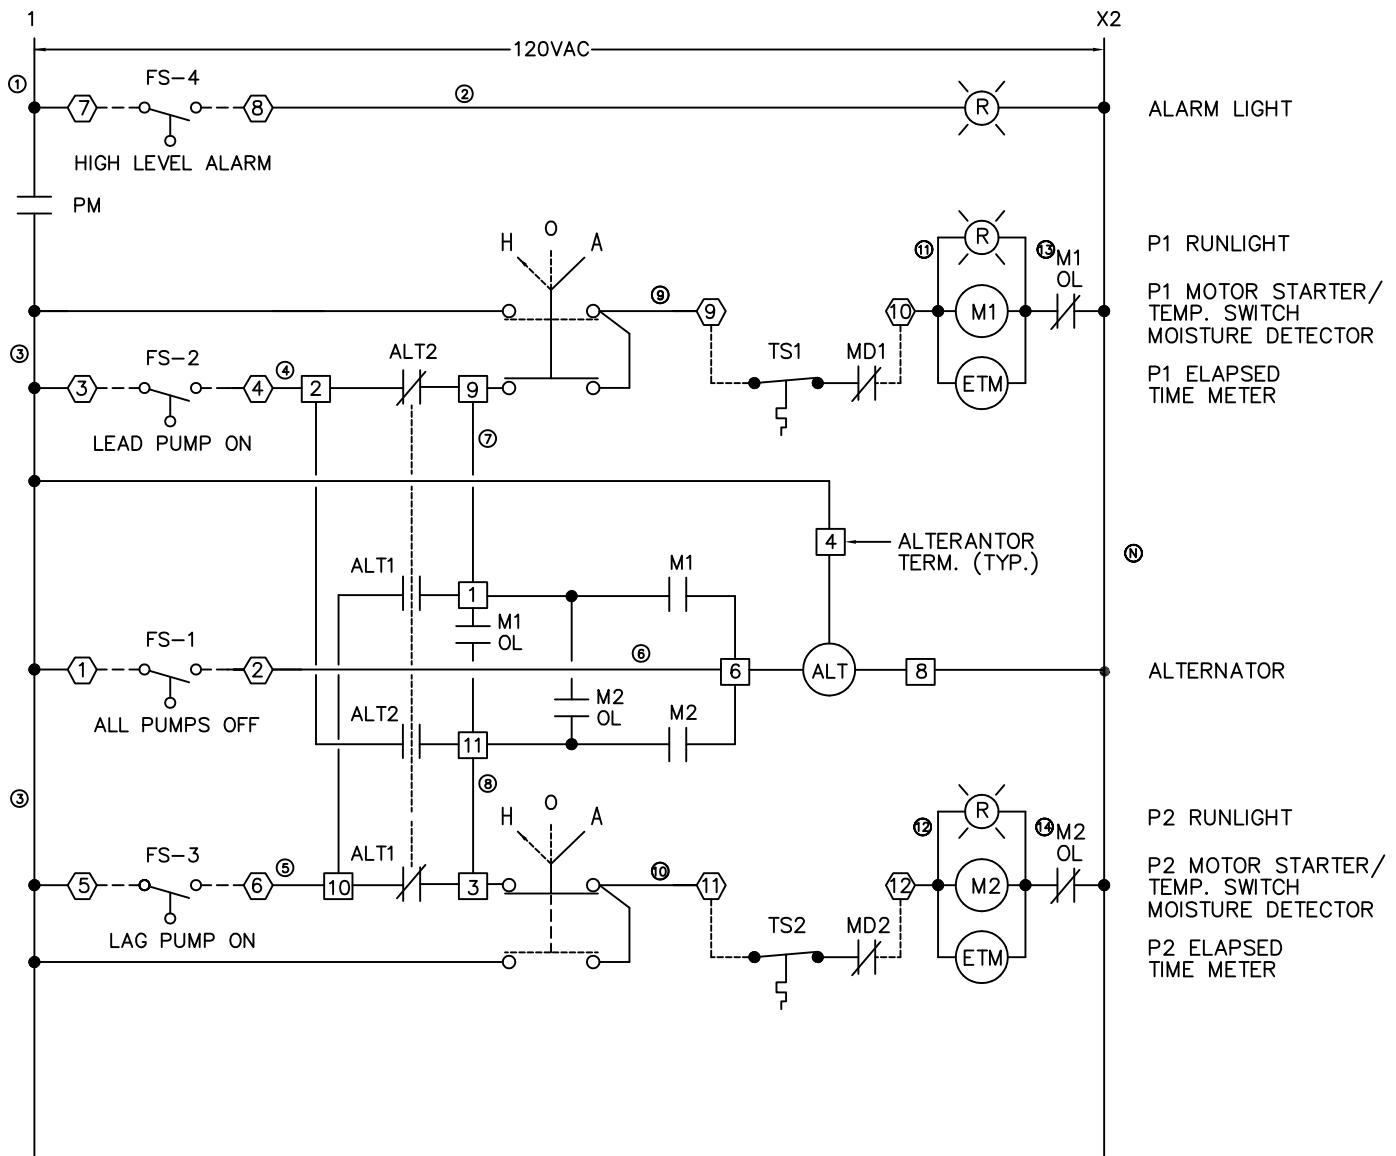 1
X2
120VAC
1
FS-4
7
8
2
R
ALARM LIGHT
HIGH LEVEL ALARM
PM
H
O
A
11
R
13
M1
OL
P1 RUNLIGHT
9
9
10
M1
P1 MOTOR STARTER/
TEMP. SWITCH
MOISTURE DETECTOR
3
FS-2
ALT2
TS1
MD1
3
4
4
2
9
ETM
P1 ELAPSED
TIME METER
LEAD PUMP ON
7
4
ALTERANTOR
TERM. (TYP.)
N
ALT1
1
M1
M1
OL
FS-1
1
2
6
6
ALT
8
ALTERNATOR
ALL PUMPS OFF
M2
OL
ALT2
11
M2
3
8
H
O
A
12
R
14
M2
OL
P2 RUNLIGHT
FS-3
ALT1
5
6
5
10
3
10
11
12
M2
P2 MOTOR STARTER/
TEMP. SWITCH
MOISTURE DETECTOR
LAG PUMP ON
TS2
MD2
ETM
P2 ELAPSED
TIME METER